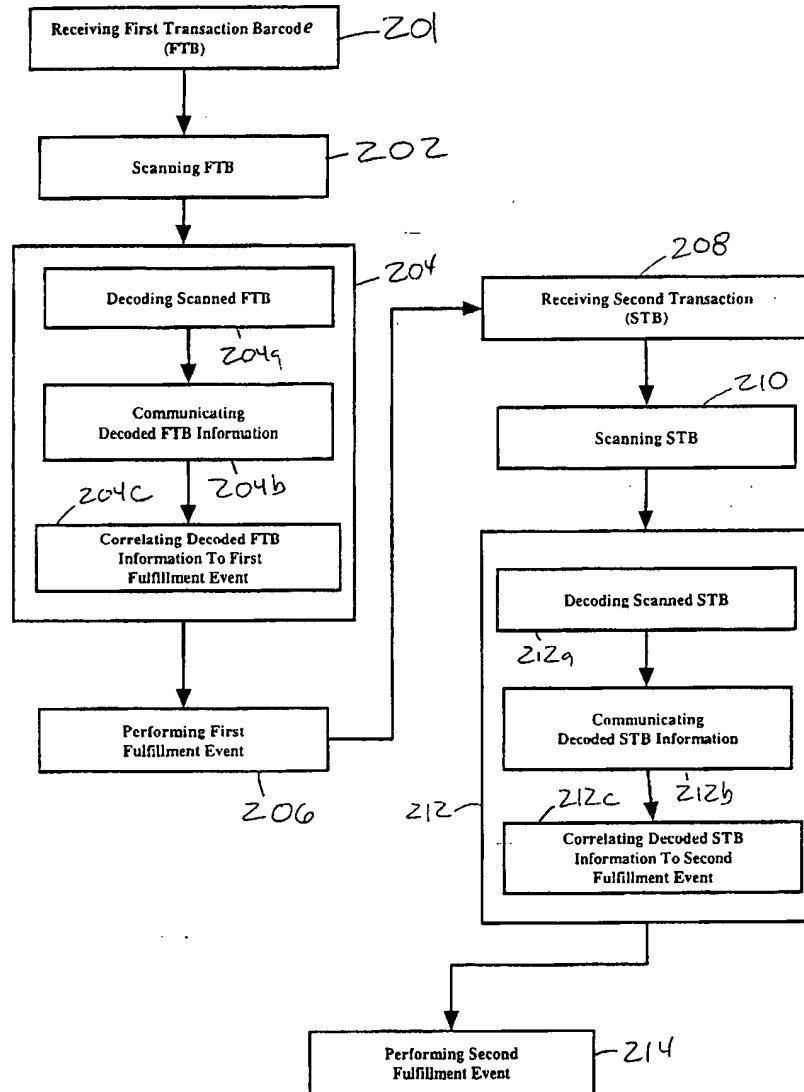 Receiving First Transaction Barcode
(FTB)
201
Scanning FTB
202
204
Decoding Scanned FTB
204a
Communicating
Decoded FTB Information
204b
204c
Correlating Decoded FTB
Information To First
Fulfillment Event
Performing First
Fulfillment Event
206
208
Receiving Second Transaction
(STB)
210
Scanning STB
Decoding Scanned STB
212a
Communicating
Decoded STB Information
212b
212
212c
Correlating Decoded STB
Information To Second
Fulfillment Event
Performing Second
Fulfillment Event
214